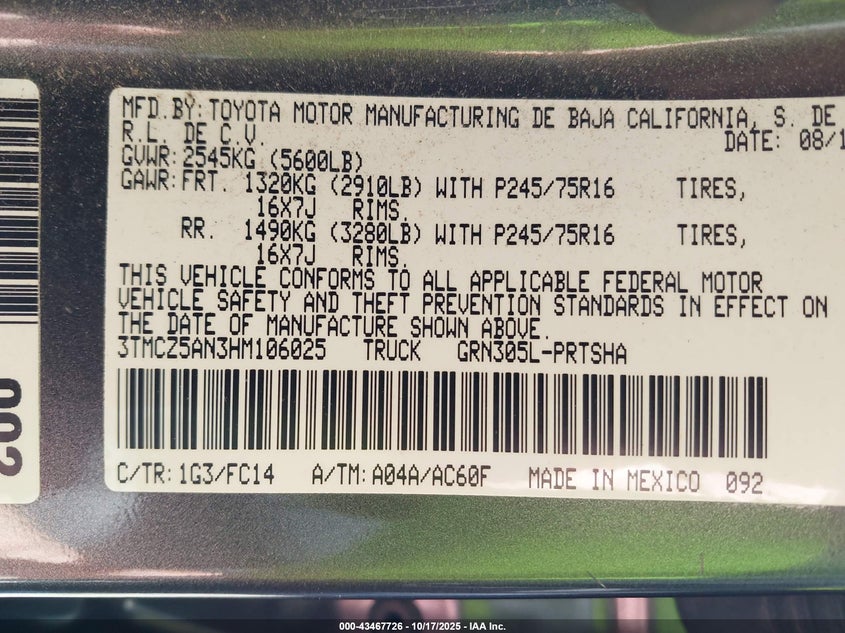 MFD.BY:TOYOTA MOTOR MANUFACTURING DE BAJA CALIFORNIA, S. DE
R.L. DE C.V.
DATE: 08/1
GVWR:2545KG (5600LB)
GAWR:FRT. 1320KG (2910LB) WITH P245/75R16 TIRES,
16X7J RIMS.
RR. 1490KG (3280LB) WITH P245/75R16 TIRES,
16X7J RIMS.
THIS VEHICLE CONFORMS TO ALL APPLICABLE FEDERAL MOTOR
VEHICLE SAFETY AND THEFT PREVENTION STANDARDS IN EFFECT ON
THE DATE OF MANUFACTURE SHOWN ABOVE.
3TMCZ5AN3HM106025 TRUCK GRN305L-PRTSHA
C/TR:1G3/FC14 A/TM:A04A/AC60F MADE IN MEXICO 092
002
000-43467726 - 10/17/2025 - IAA Inc.